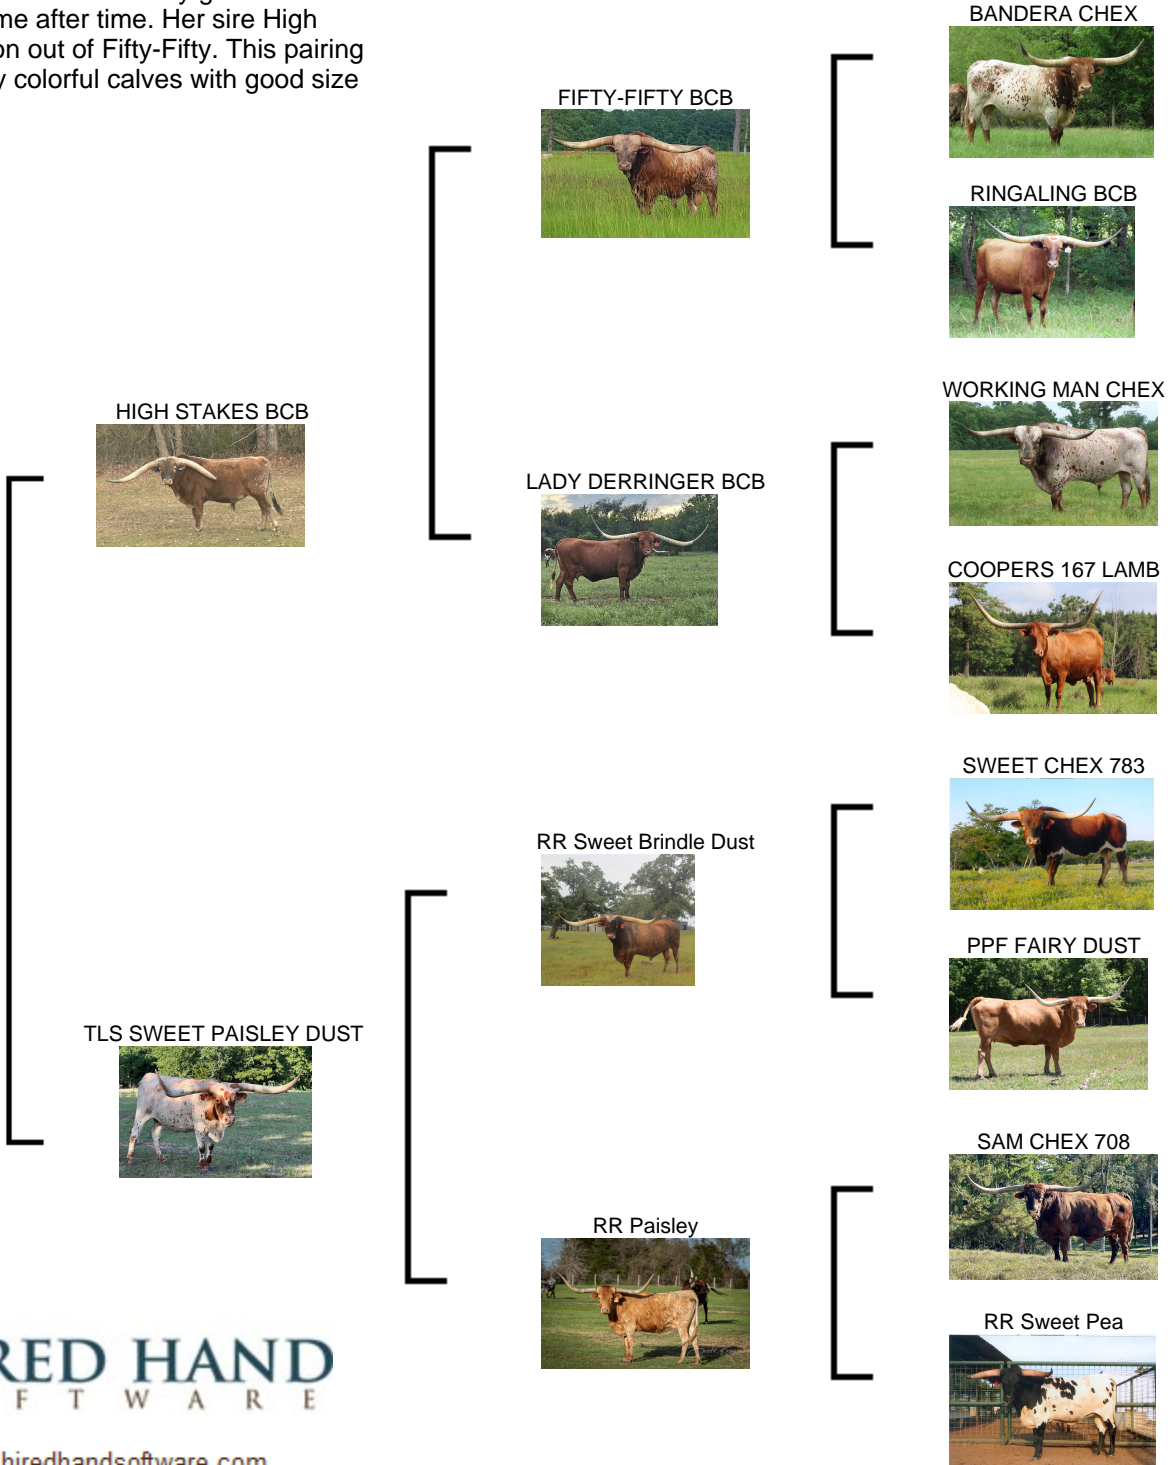 me after time. Her sire High
on out of Fifty-Fifty. This pairing
y colorful calves with good size
BANDERA CHEX
FIFTY-FIFTY BCB
RINGALING BCB
WORKING MAN CHEX
HIGH STAKES BCB
LADY DERRINGER BCB
COOPERS 167 LAMB
SWEET CHEX 783
RR Sweet Brindle Dust
PPF FAIRY DUST
TLS SWEET PAISLEY DUST
SAM CHEX 708
RR Paisley
RR Sweet Pea
RED HAND
F T W A R E
hiredhandsoftware.com